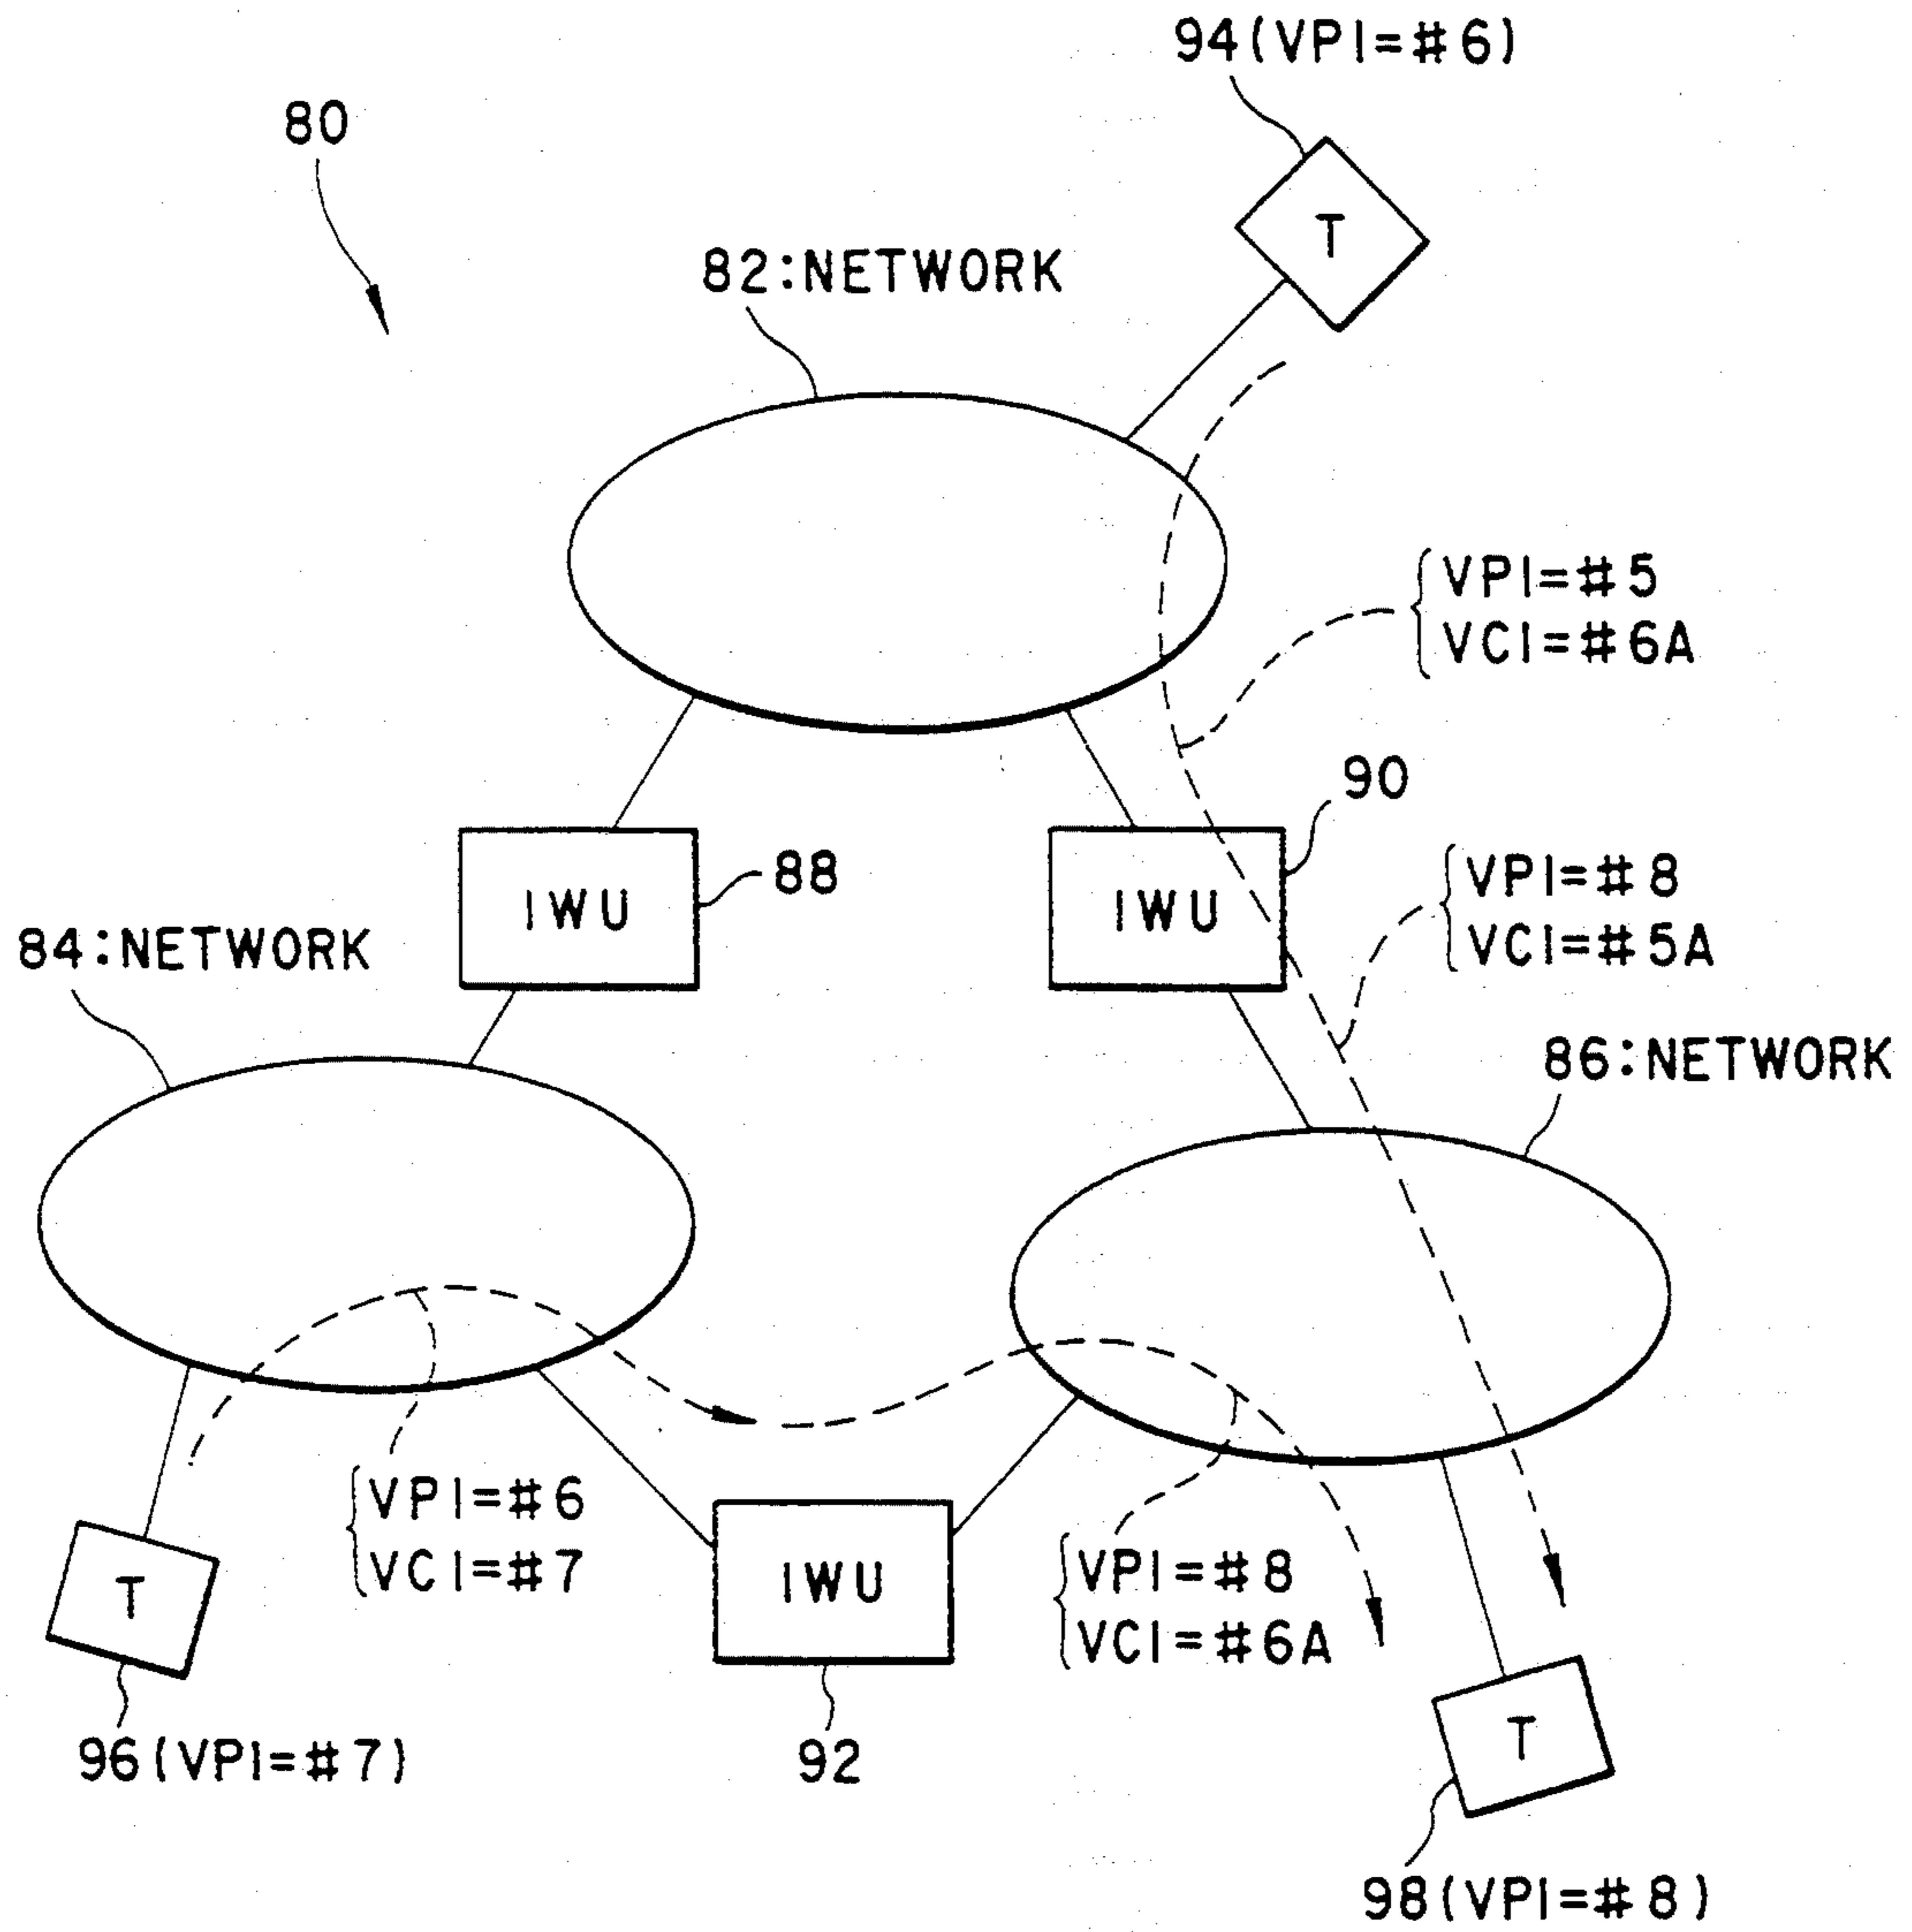 94(VPI=#6)
80
T
82:NETWORK
VPI=#5
VCI=#6A
90
88
IWU
IWU
VPI=#8
VCI=#5A
84:NETWORK
86:NETWORK
VPI=#6
VCI=#7
T
IWU
VPI=#8
VCI=#6A
96(VPI=#7)
92
T
98(VPI=#8)